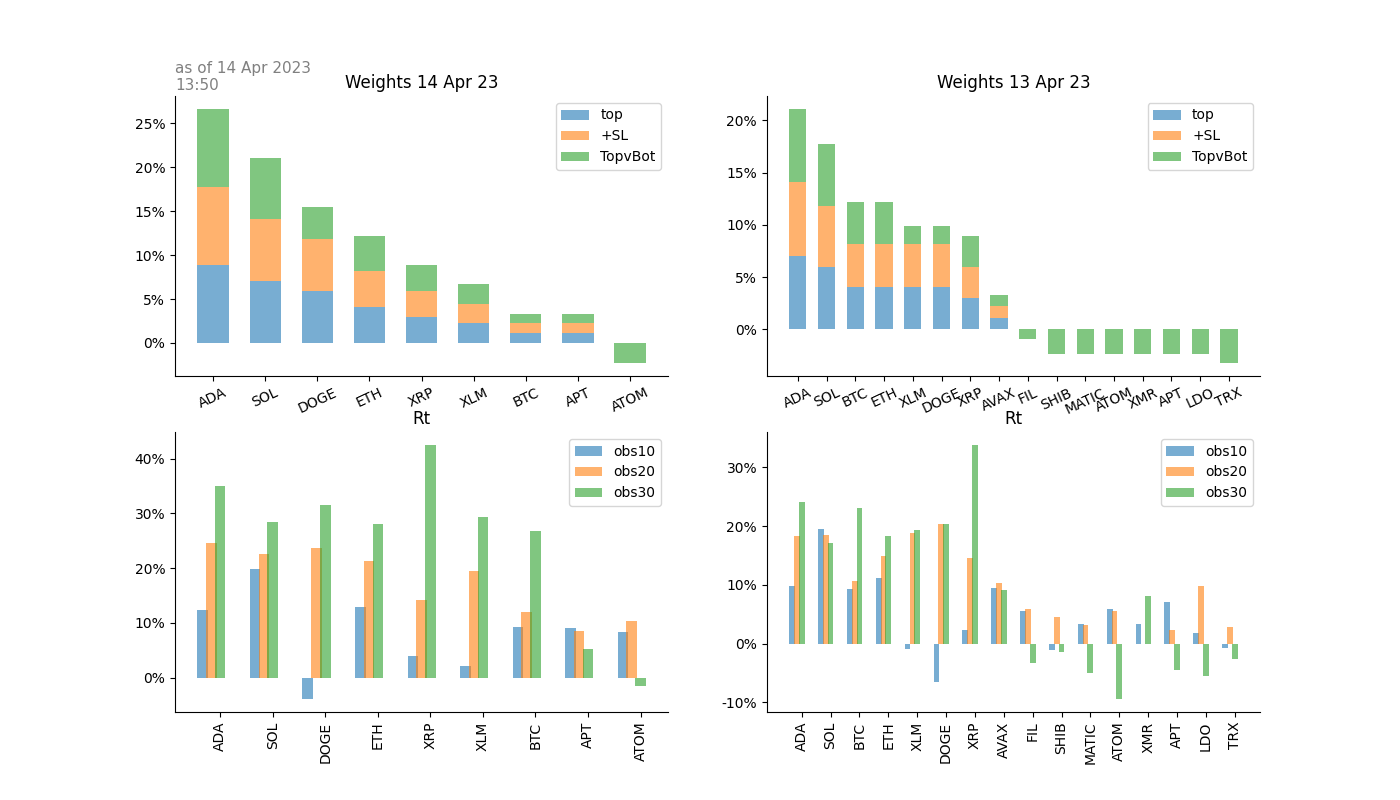 as of 14 Apr 2023
13:50
Weights 14 Apr 23
25%
20%
15%
10%
5%
0%
top
+SL
TopvBot
ADA SOL DOGE ETH XRP XLM BTC APT ATOM
Weights 13 Apr 23
20%
15%
10%
5%
0%
top
+SL
TopvBot
ADA SOL BTC ETH XLM DOGE XRP AVAX FIL SHIB MATIC ATOM XMR APT LDO TRX
Rt
40%
30%
20%
10%
0%
obs10
obs20
obs30
ADA SOL DOGE ETH XRP XLM BTC APT ATOM
Rt
30%
20%
10%
0%
-10%
obs10
obs20
obs30
ADA SOL BTC ETH XLM DOGE XRP AVAX FIL SHIB MATIC ATOM XMR APT LDO TRX